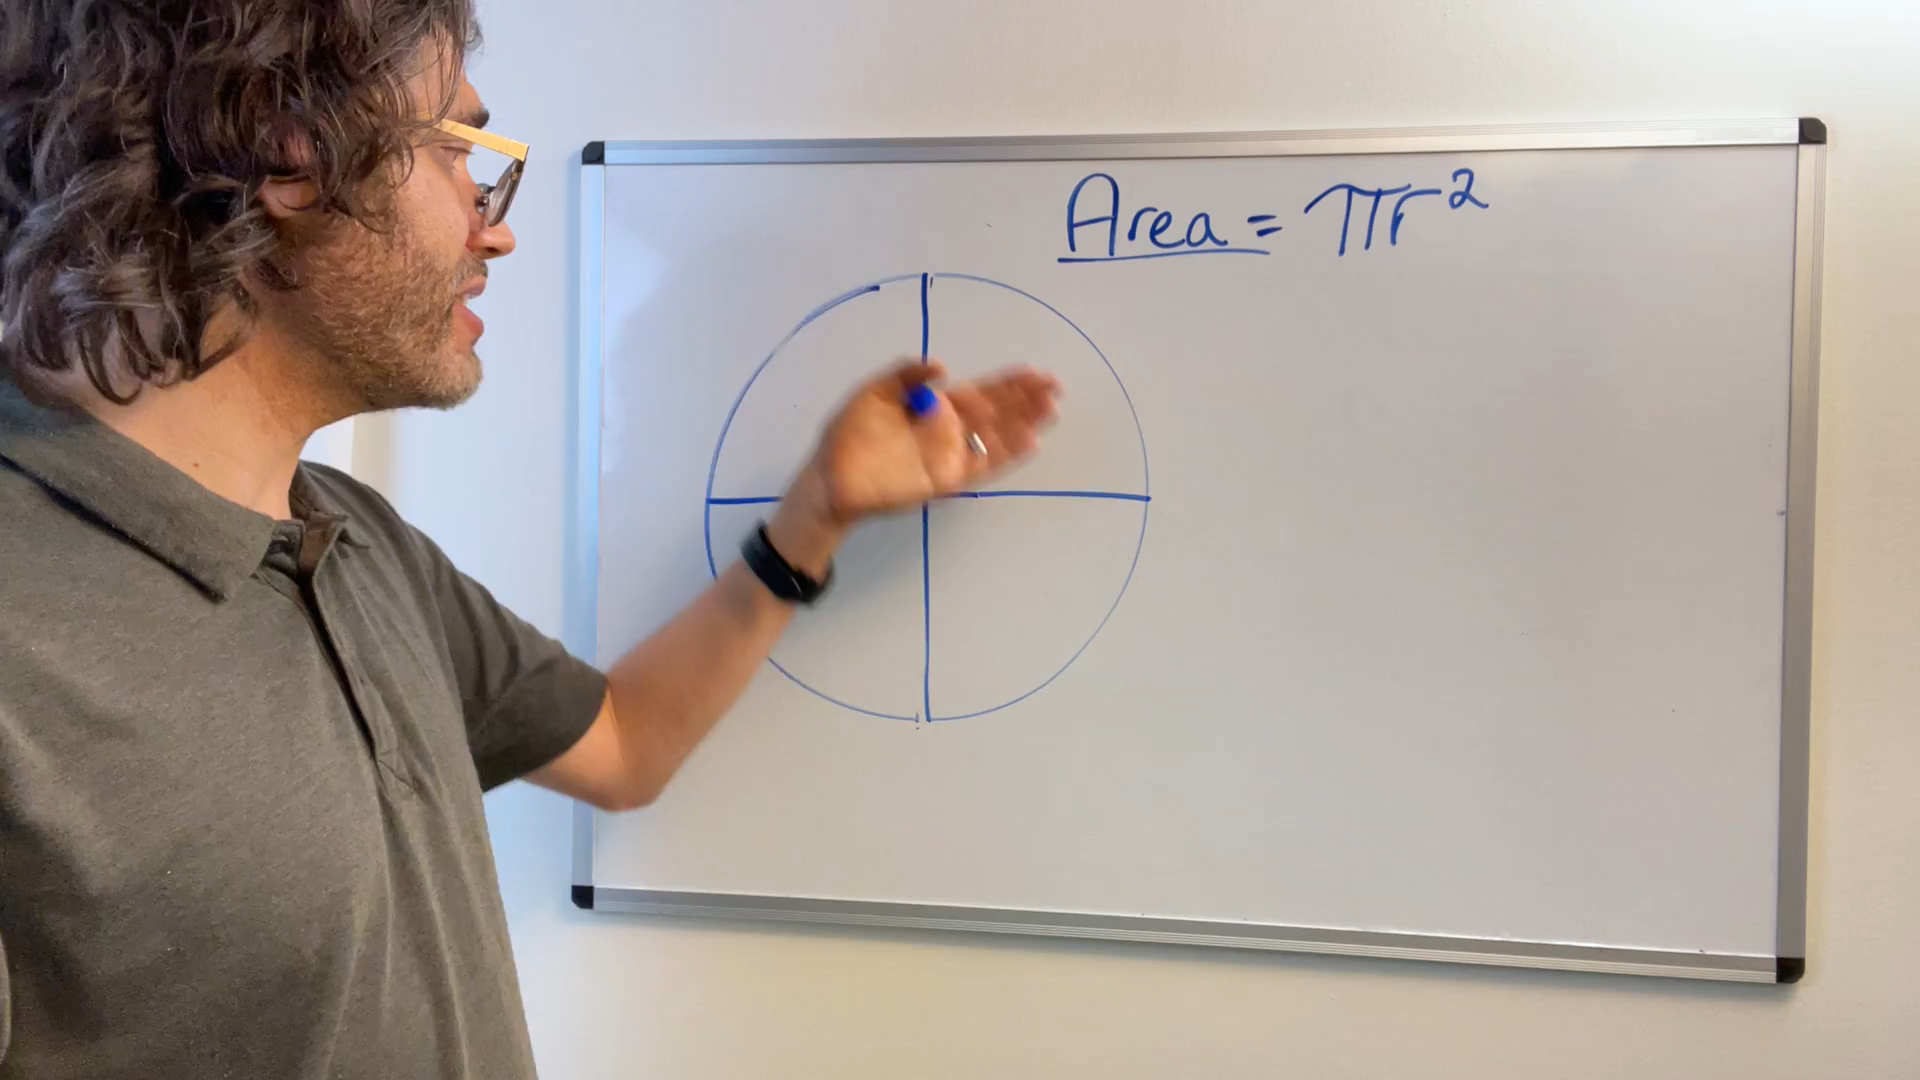 Area = πr²